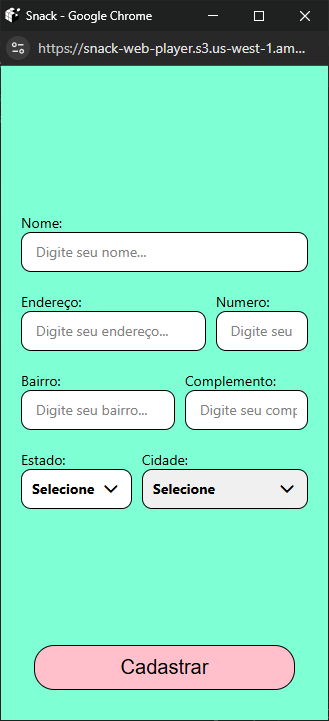 Snack - Google Chrome
https://snack-web-player.s3.us-west-1.am...
Nome:
Digite seu nome...
Endereço: Numero:
Digite seu endereço... Digite seu
Bairro: Complemento:
Digite seu bairro... Digite seu comp
Estado: Cidade:
Selecione Selecione
Cadastrar